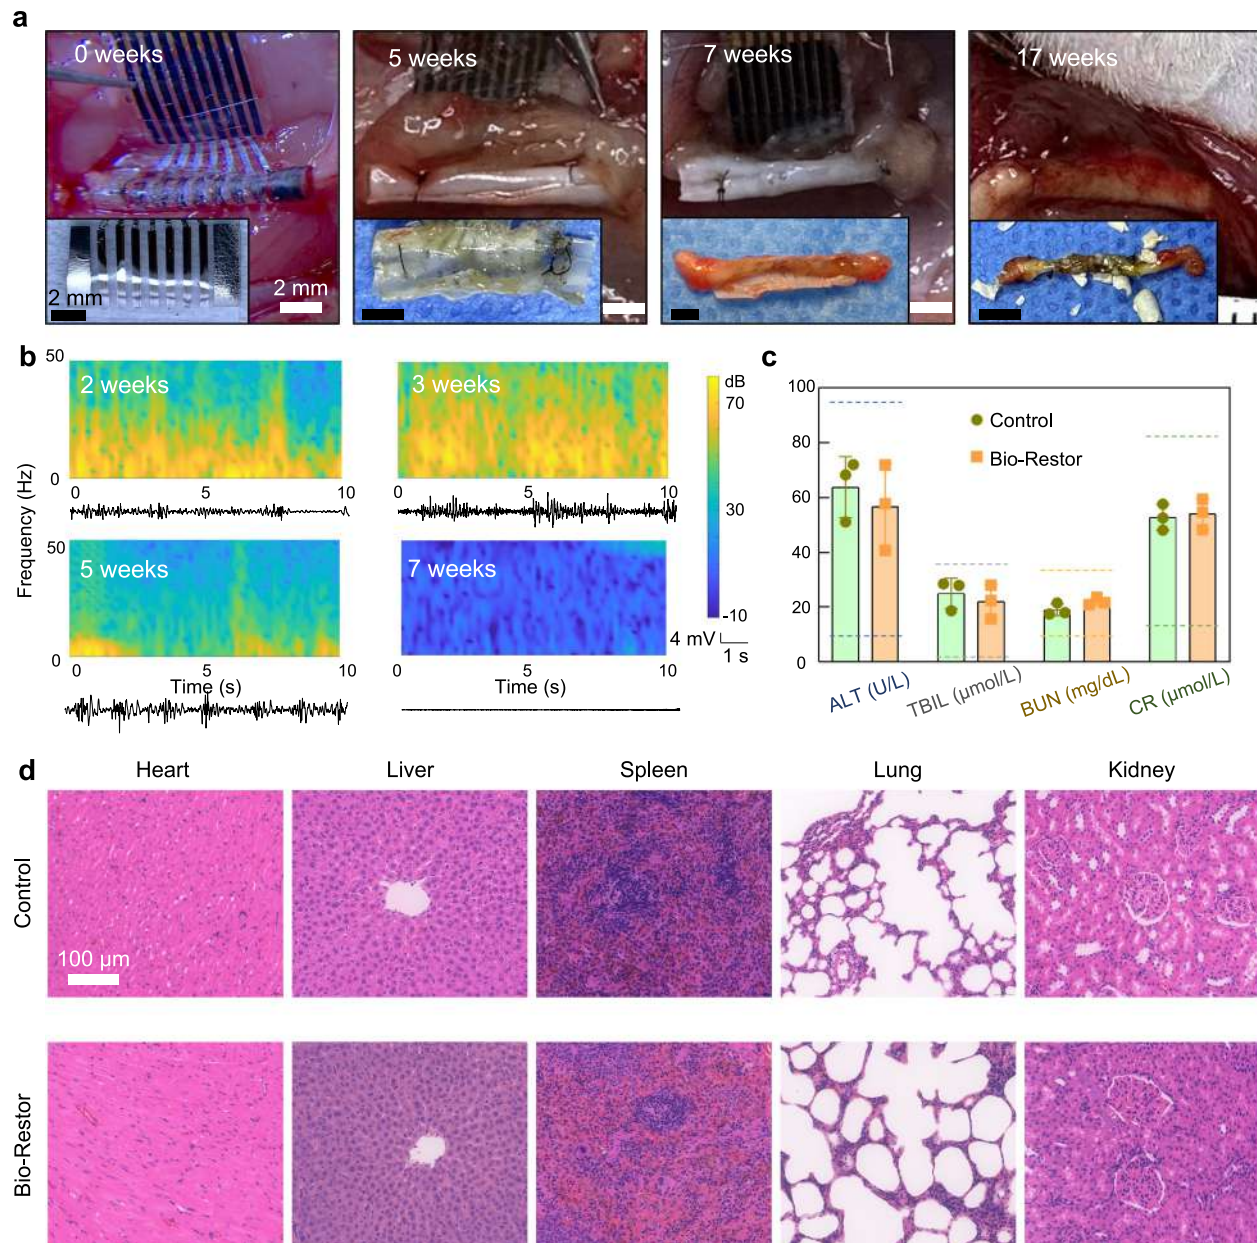 a
0 weeks
5 weeks
7 weeks
17 weeks
2 mm
2 mm
b
50
2 weeks
3 weeks
dB
70
0
0
5
10
0
5
10
30
Frequency (Hz)
50
5 weeks
7 weeks
-10
0
4 mV
1 s
0
5
10
0
5
10
Time (s)
Time (s)
c
100
80
60
40
20
0
Control
Bio-Restor
ALT (U/L)
TBIL (μmol/L)
BUN (mg/dL)
CR (μmol/L)
d
Heart
Liver
Spleen
Lung
Kidney
Control
100 μm
Bio-Restor